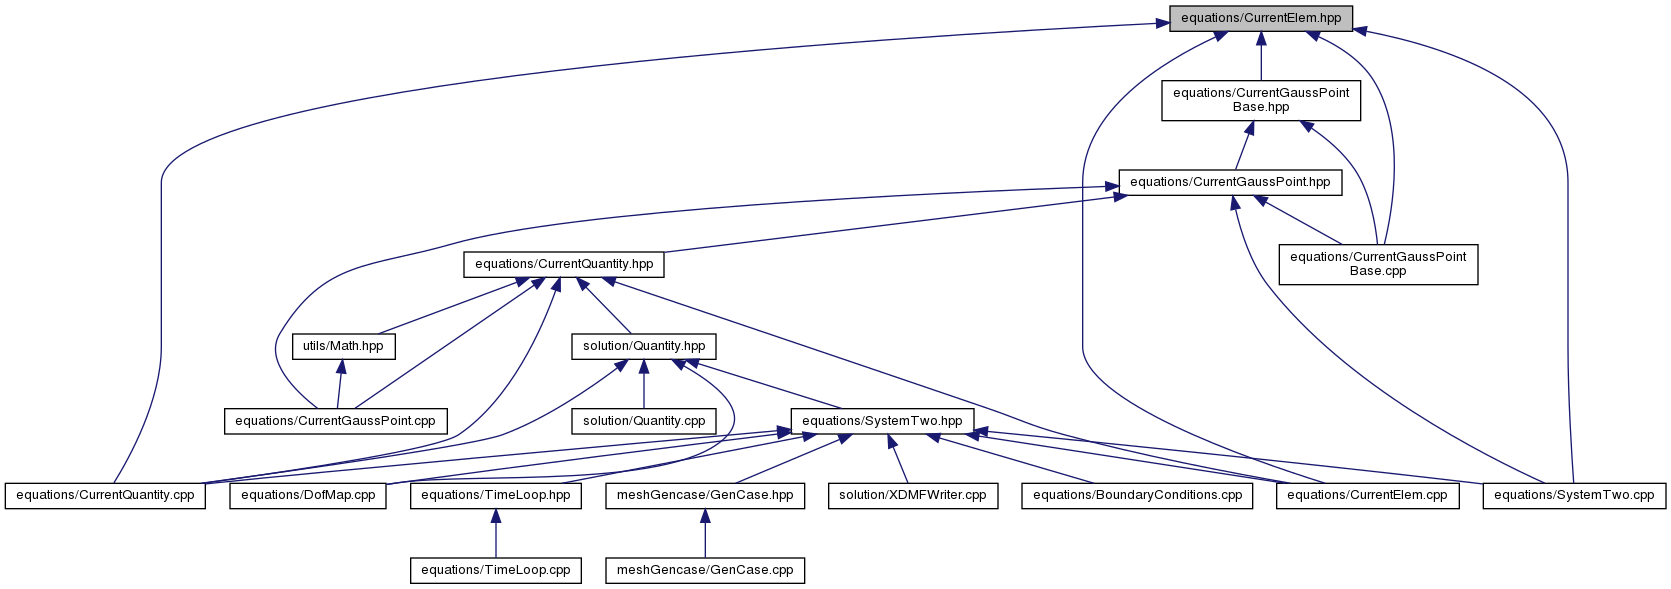 equations/CurrentElem.hpp
equations/CurrentGaussPoint
Base.hpp
equations/CurrentGaussPoint.hpp
equations/CurrentQuantity.hpp
equations/CurrentGaussPoint
Base.cpp
utils/Math.hpp
solution/Quantity.hpp
equations/CurrentGaussPoint.cpp
solution/Quantity.cpp
equations/SystemTwo.hpp
equations/CurrentQuantity.cpp
equations/DofMap.cpp
equations/TimeLoop.hpp
meshGencase/GenCase.hpp
solution/XDMFWriter.cpp
equations/BoundaryConditions.cpp
equations/CurrentElem.cpp
equations/SystemTwo.cpp
equations/TimeLoop.cpp
meshGencase/GenCase.cpp